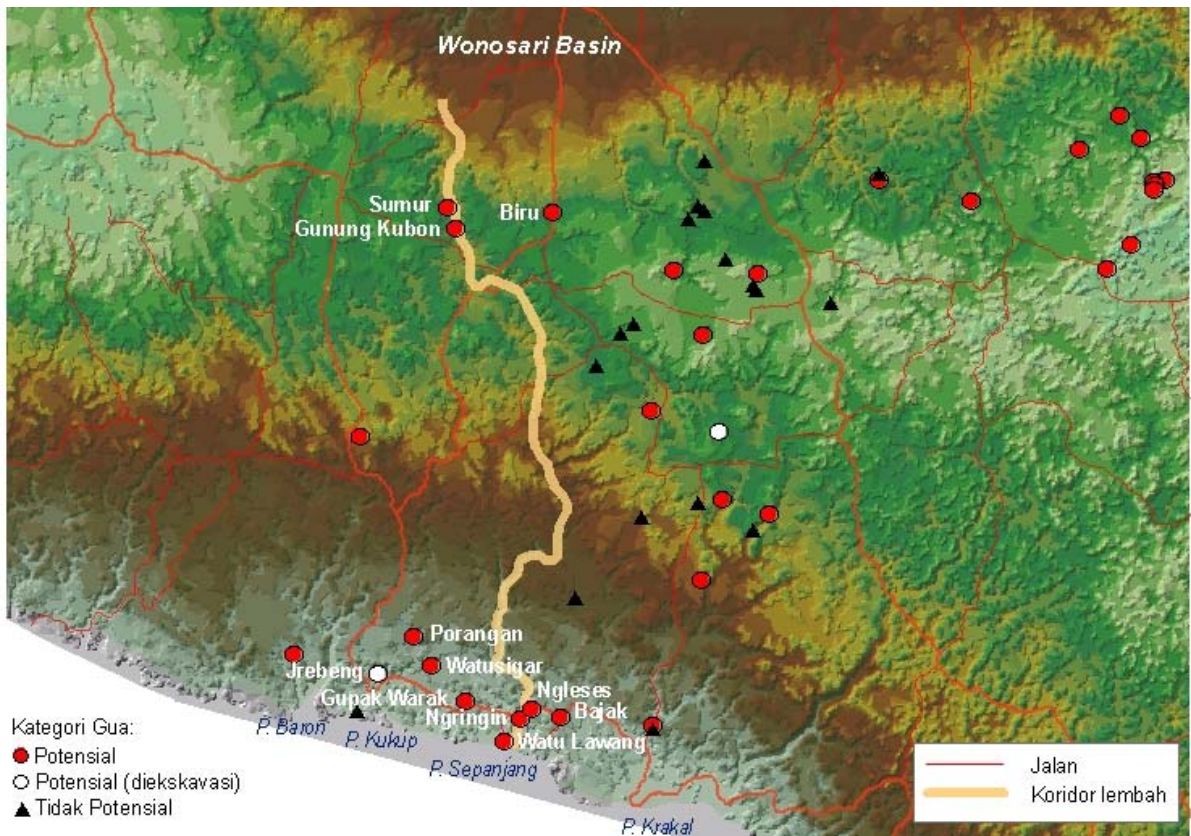 Wonosari Basin
Sumur
Biru
Gunung Kubon
Porangan
Jrebeng
Watusigar
Gupak Warak
Ngleses
Ngringin
Bajak
Watu Lawang
P. Baron
P. Kukup
P. Sepanjang
P. Krakal
Kategori Gua:
Potensial
Potensial (diekskavasi)
Tidak Potensial
Jalan
Koridor lembah